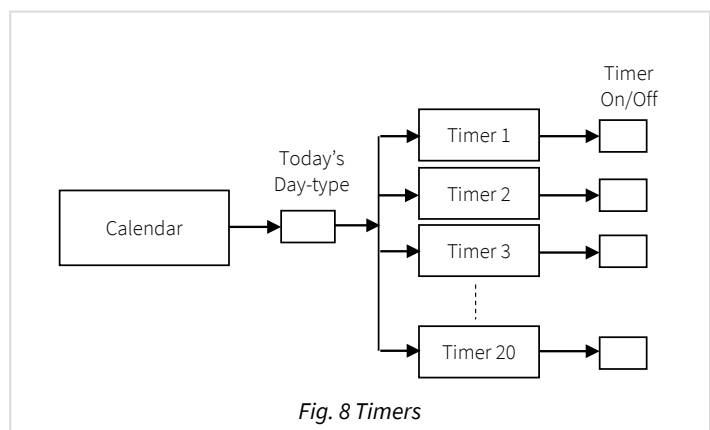 Timer
On/Off
Timer 1
Today's
Day-type
Timer 2
Calendar
Timer 3
Timer 20
Fig. 8 Timers